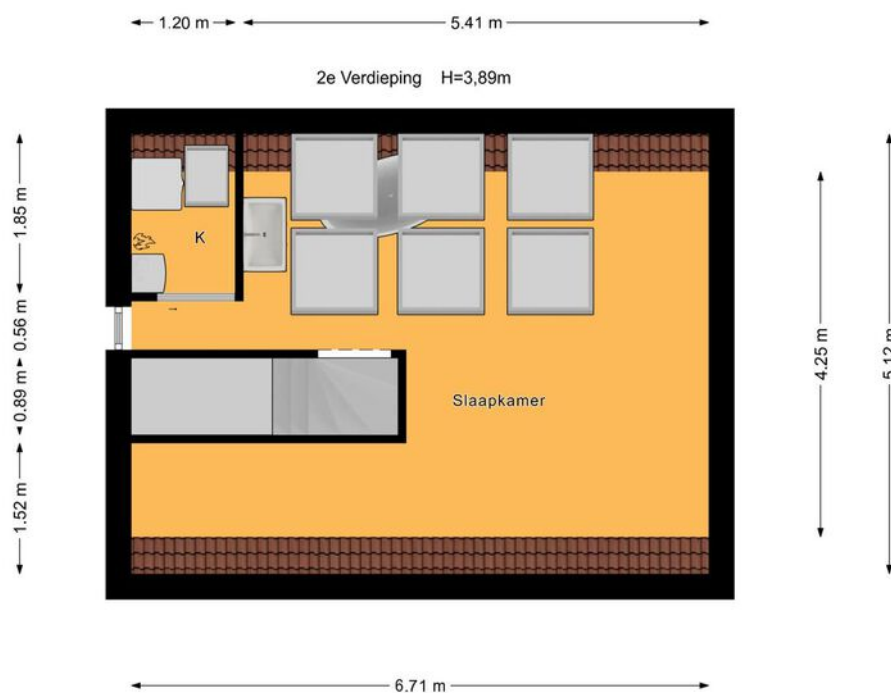 1.20 m
5.41 m
2e Verdieping H=3,89m
1.85 m
K
0.56 m
0.89 m
4.25 m
5.12 m
Slaapkamer
1.52 m
6.71 m